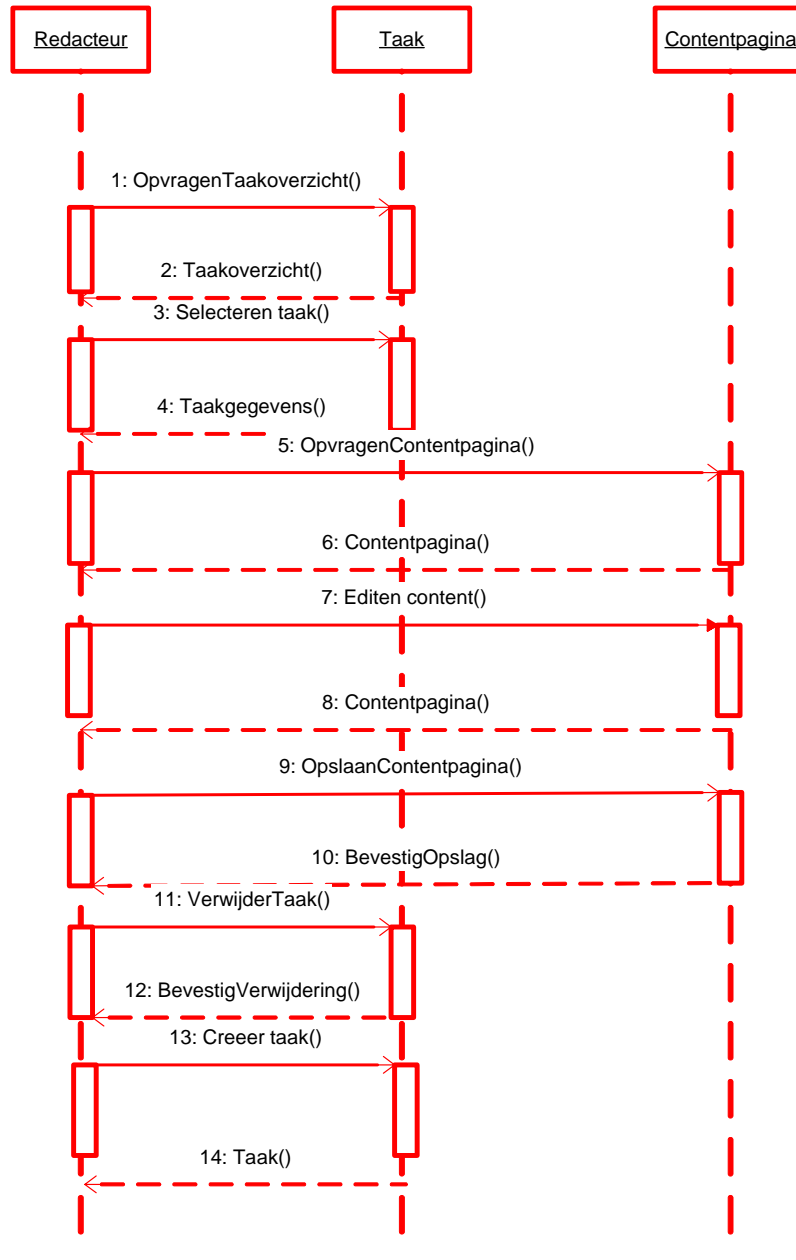 Redacteur
Taak
Contentpagina
1: OpvragenTaakoverzicht()
2: Taakoverzicht()
3: Selecteren taak()
4: Taakgegevens()
5: OpvragenContentpagina()
6: Contentpagina()
7: Editen content()
8: Contentpagina()
9: OpslaanContentpagina()
10: BevestigOpslag()
11: VerwijderTaak()
12: BevestigVerwijdering()
13: Creeer taak()
14: Taak()